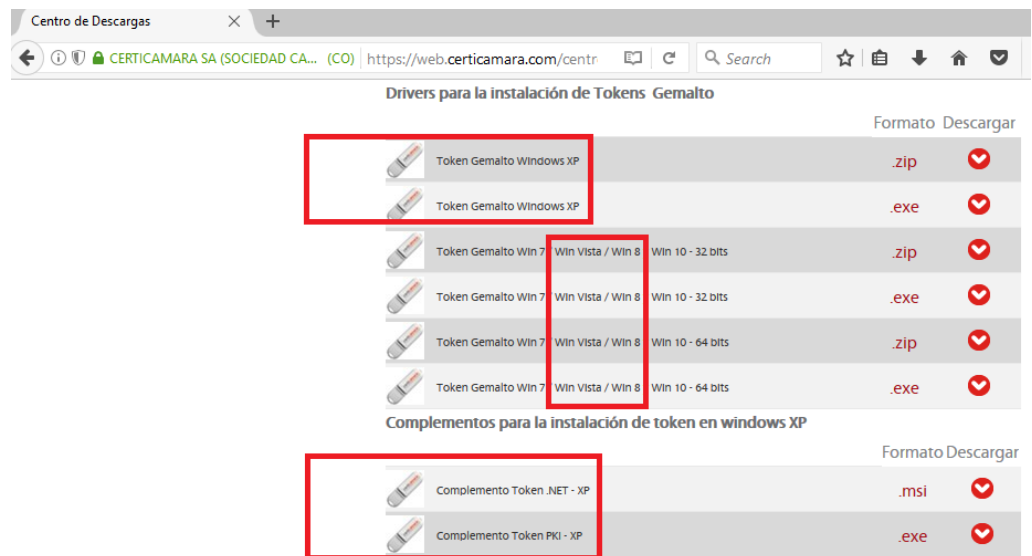 Centro de Descargas
CERTICAMARA SA (SOCIEDAD CA... (CO) https://web.certicamara.com/centr Search
Drivers para la instalación de Tokens Gemalto
Formato Descargar
Token Gemalto Windows XP .zip
Token Gemalto Windows XP .exe
Token Gemalto Win 7 / Win Vista / Win 8 / Win 10 - 32 bits .zip
Token Gemalto Win 7 / Win Vista / Win 8 / Win 10 - 32 bits .exe
Token Gemalto Win 7 / Win Vista / Win 8 / Win 10 - 64 bits .zip
Token Gemalto Win 7 / Win Vista / Win 8 / Win 10 - 64 bits .exe
Complementos para la instalación de token en windows XP
Formato Descargar
Complemento Token .NET - XP .msi
Complemento Token PKI - XP .exe